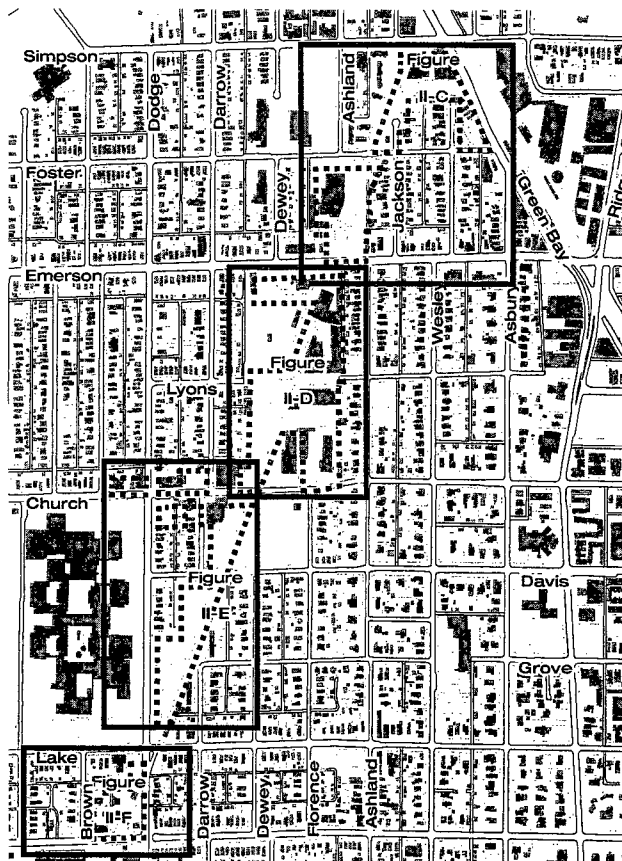 Simpson
Dodge
Darrow
Ashland
Figure
II-C
Foster
Dewey
Jackson
Green Bay
Emerson
Wesley
Asbury
Figure
II-D
Lyons
Church
Figure
II-E
Davis
Grove
Lake
Brown
Figure
II-F
Darrow
Dewey
Florence
Ashland